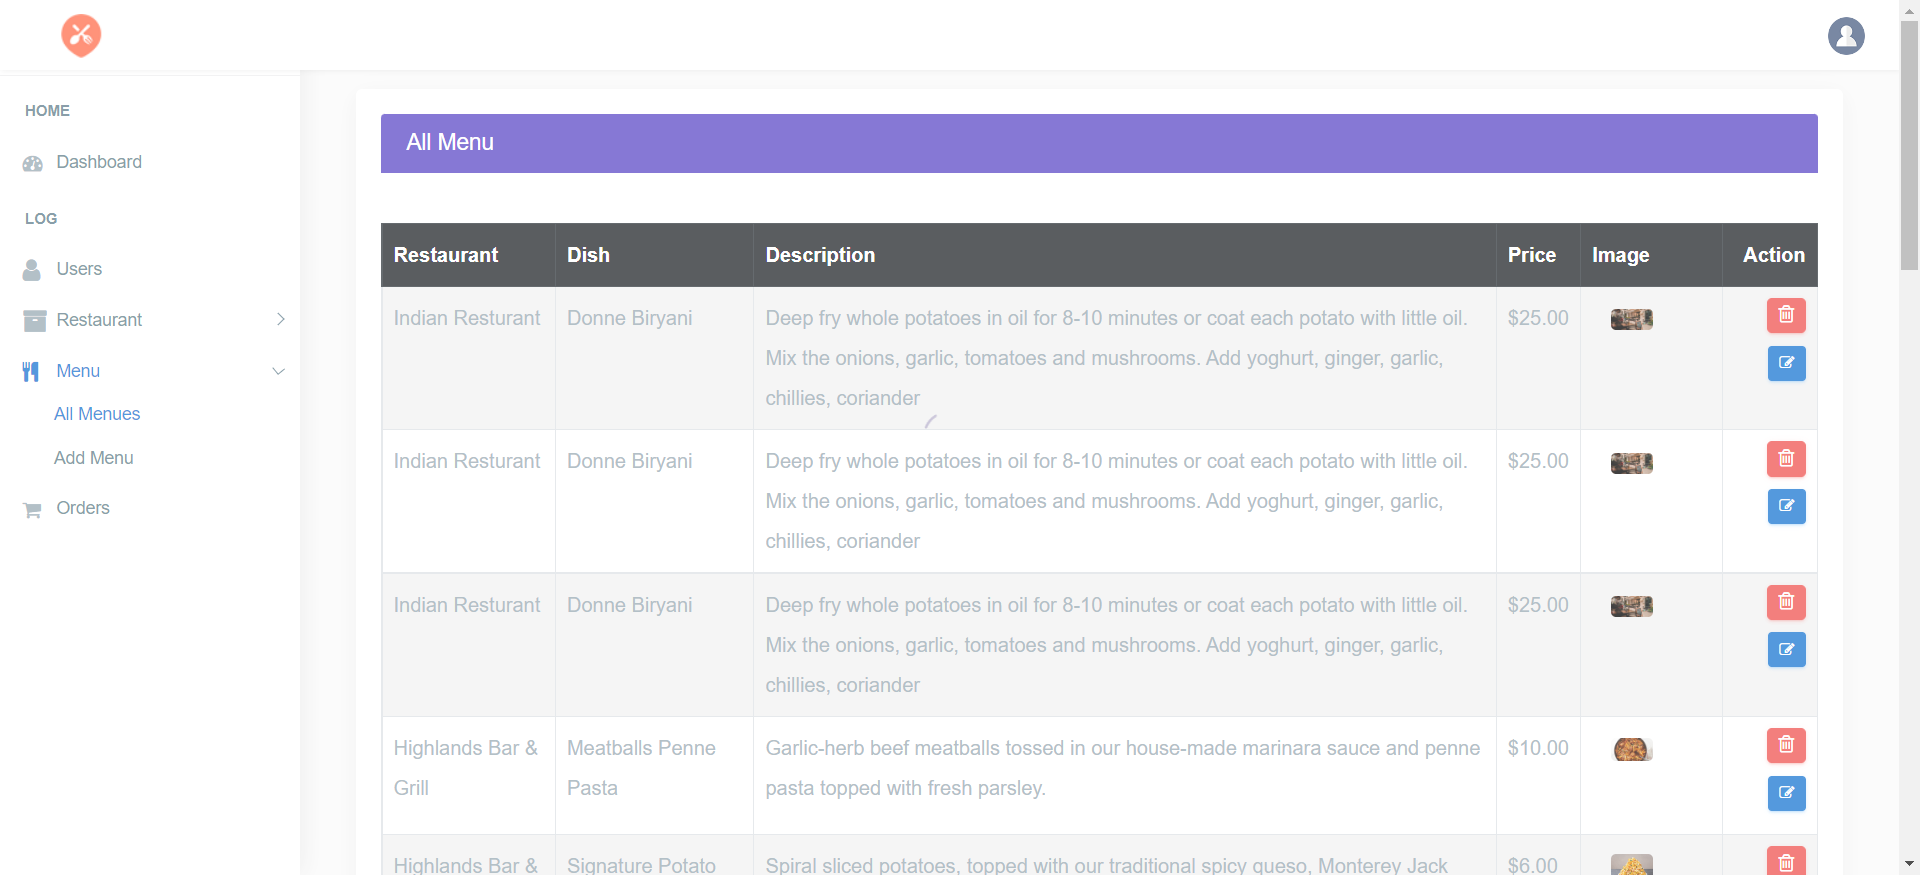 HOME
Dashboard
LOG
Users
Restaurant
Menu
All Menues
Add Menu
Orders
All Menu
Restaurant Dish Description Price Image Action
Indian Resturant Donne Biryani Deep fry whole potatoes in oil for 8-10 minutes or coat each potato with little oil. $25.00
Mix the onions, garlic, tomatoes and mushrooms. Add yoghurt, ginger, garlic,
chillies, coriander
Indian Resturant Donne Biryani Deep fry whole potatoes in oil for 8-10 minutes or coat each potato with little oil. $25.00
Mix the onions, garlic, tomatoes and mushrooms. Add yoghurt, ginger, garlic,
chillies, coriander
Indian Resturant Donne Biryani Deep fry whole potatoes in oil for 8-10 minutes or coat each potato with little oil. $25.00
Mix the onions, garlic, tomatoes and mushrooms. Add yoghurt, ginger, garlic,
chillies, coriander
Highlands Bar & Meatballs Penne Garlic-herb beef meatballs tossed in our house-made marinara sauce and penne $10.00
Grill Pasta pasta topped with fresh parsley.
Highlands Bar & Signature Potato Spiral sliced potatoes, topped with our traditional spicy queso, Monterey Jack $6.00